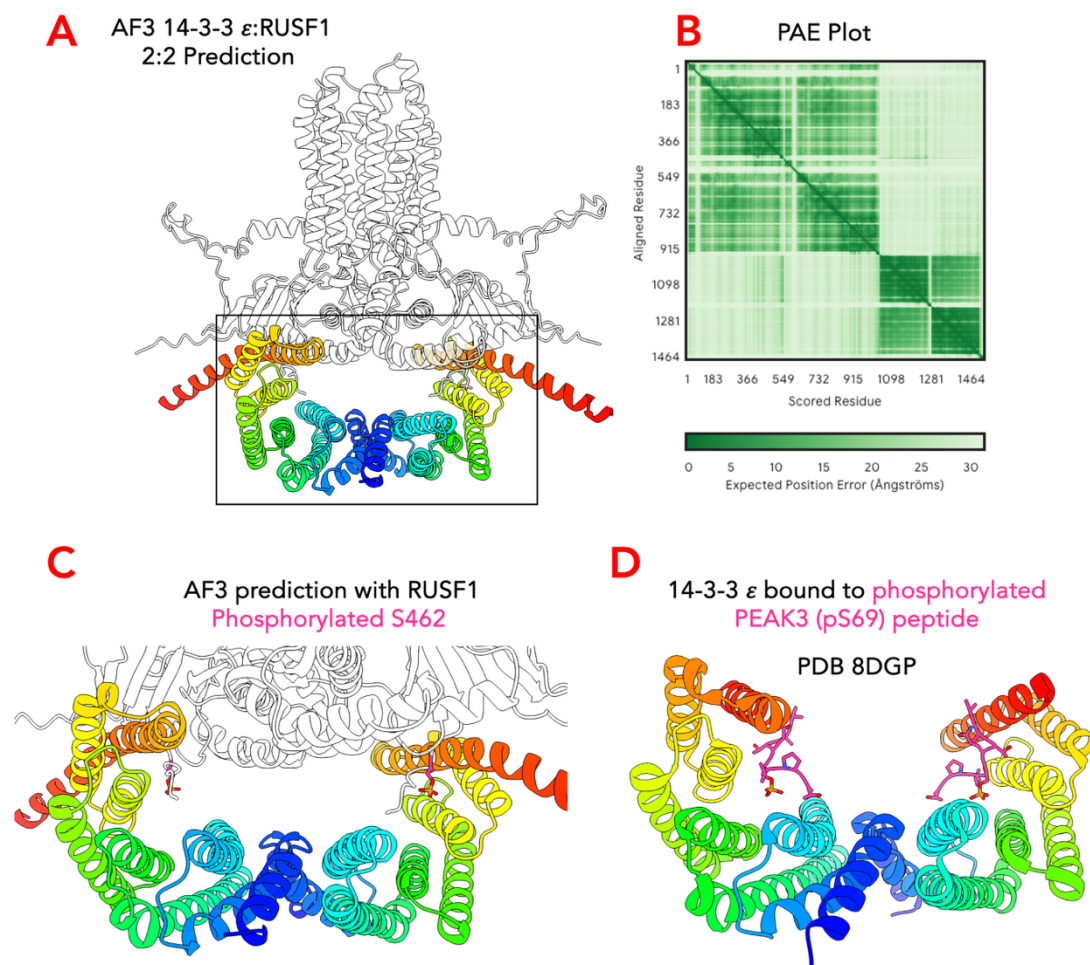 A
AF3 14-3-3 ε:RUSF1
2:2 Prediction
B
PAE Plot
1
183
366
549
732
915
1098
1281
1464
Aligned Residue
1 183 366 549 732 915 1098 1281 1464
Scored Residue
0 5 10 15 20 25 30
Expected Position Error (Ångströms)
C
AF3 prediction with RUSF1
Phosphorylated S462
D
14-3-3 ε bound to phosphorylated
PEAK3 (pS69) peptide
PDB 8DGP